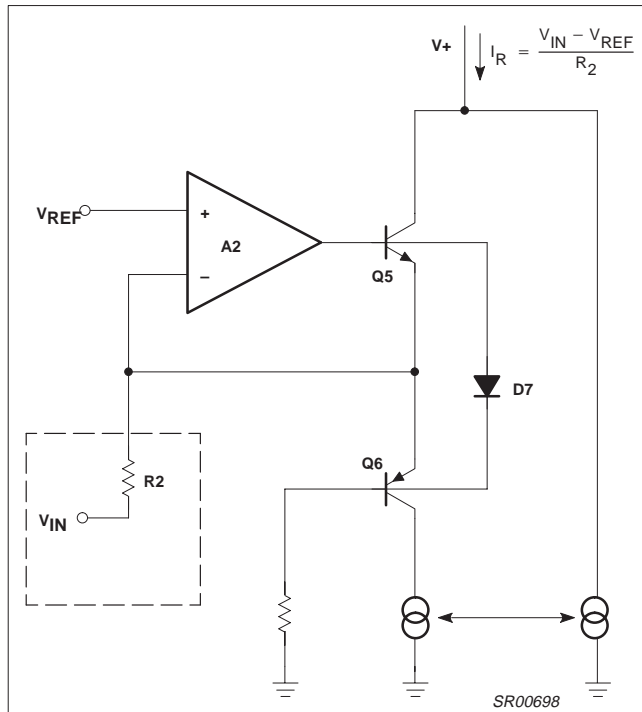 V+
I_R = (V_IN − V_REF) / R_2
V_REF
+
A2
−
Q5
D7
Q6
R2
V_IN
SR00698